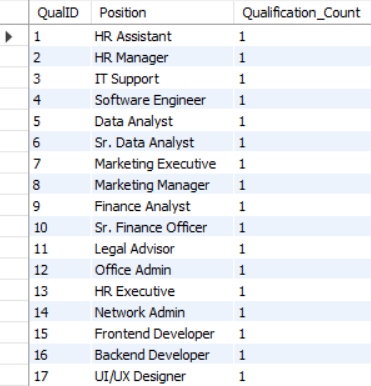 QualID Position Qualification_Count
1 HR Assistant 1
2 HR Manager 1
3 IT Support 1
4 Software Engineer 1
5 Data Analyst 1
6 Sr. Data Analyst 1
7 Marketing Executive 1
8 Marketing Manager 1
9 Finance Analyst 1
10 Sr. Finance Officer 1
11 Legal Advisor 1
12 Office Admin 1
13 HR Executive 1
14 Network Admin 1
15 Frontend Developer 1
16 Backend Developer 1
17 UI/UX Designer 1